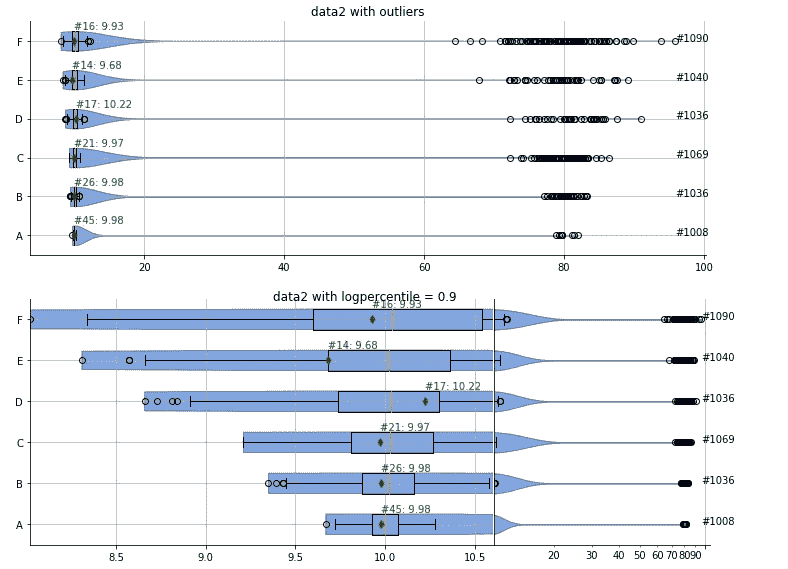 data2 with outliers
#16: 9.93
F #1090
#14: 9.68
E #1040
#17: 10.22
D #1036
#21: 9.97
C #1069
#26: 9.98
B #1036
#45: 9.98
A #1008
20 40 60 80 100
data2 with logpercentile = 0.9
#16: 9.93
F #1090
#14: 9.68
E #1040
#17: 10.22
D #1036
#21: 9.97
C #1069
#26: 9.98
B #1036
#45: 9.98
A #1008
8.5 9.0 9.5 10.0 10.5 20 30 40 50 60 70 80 90